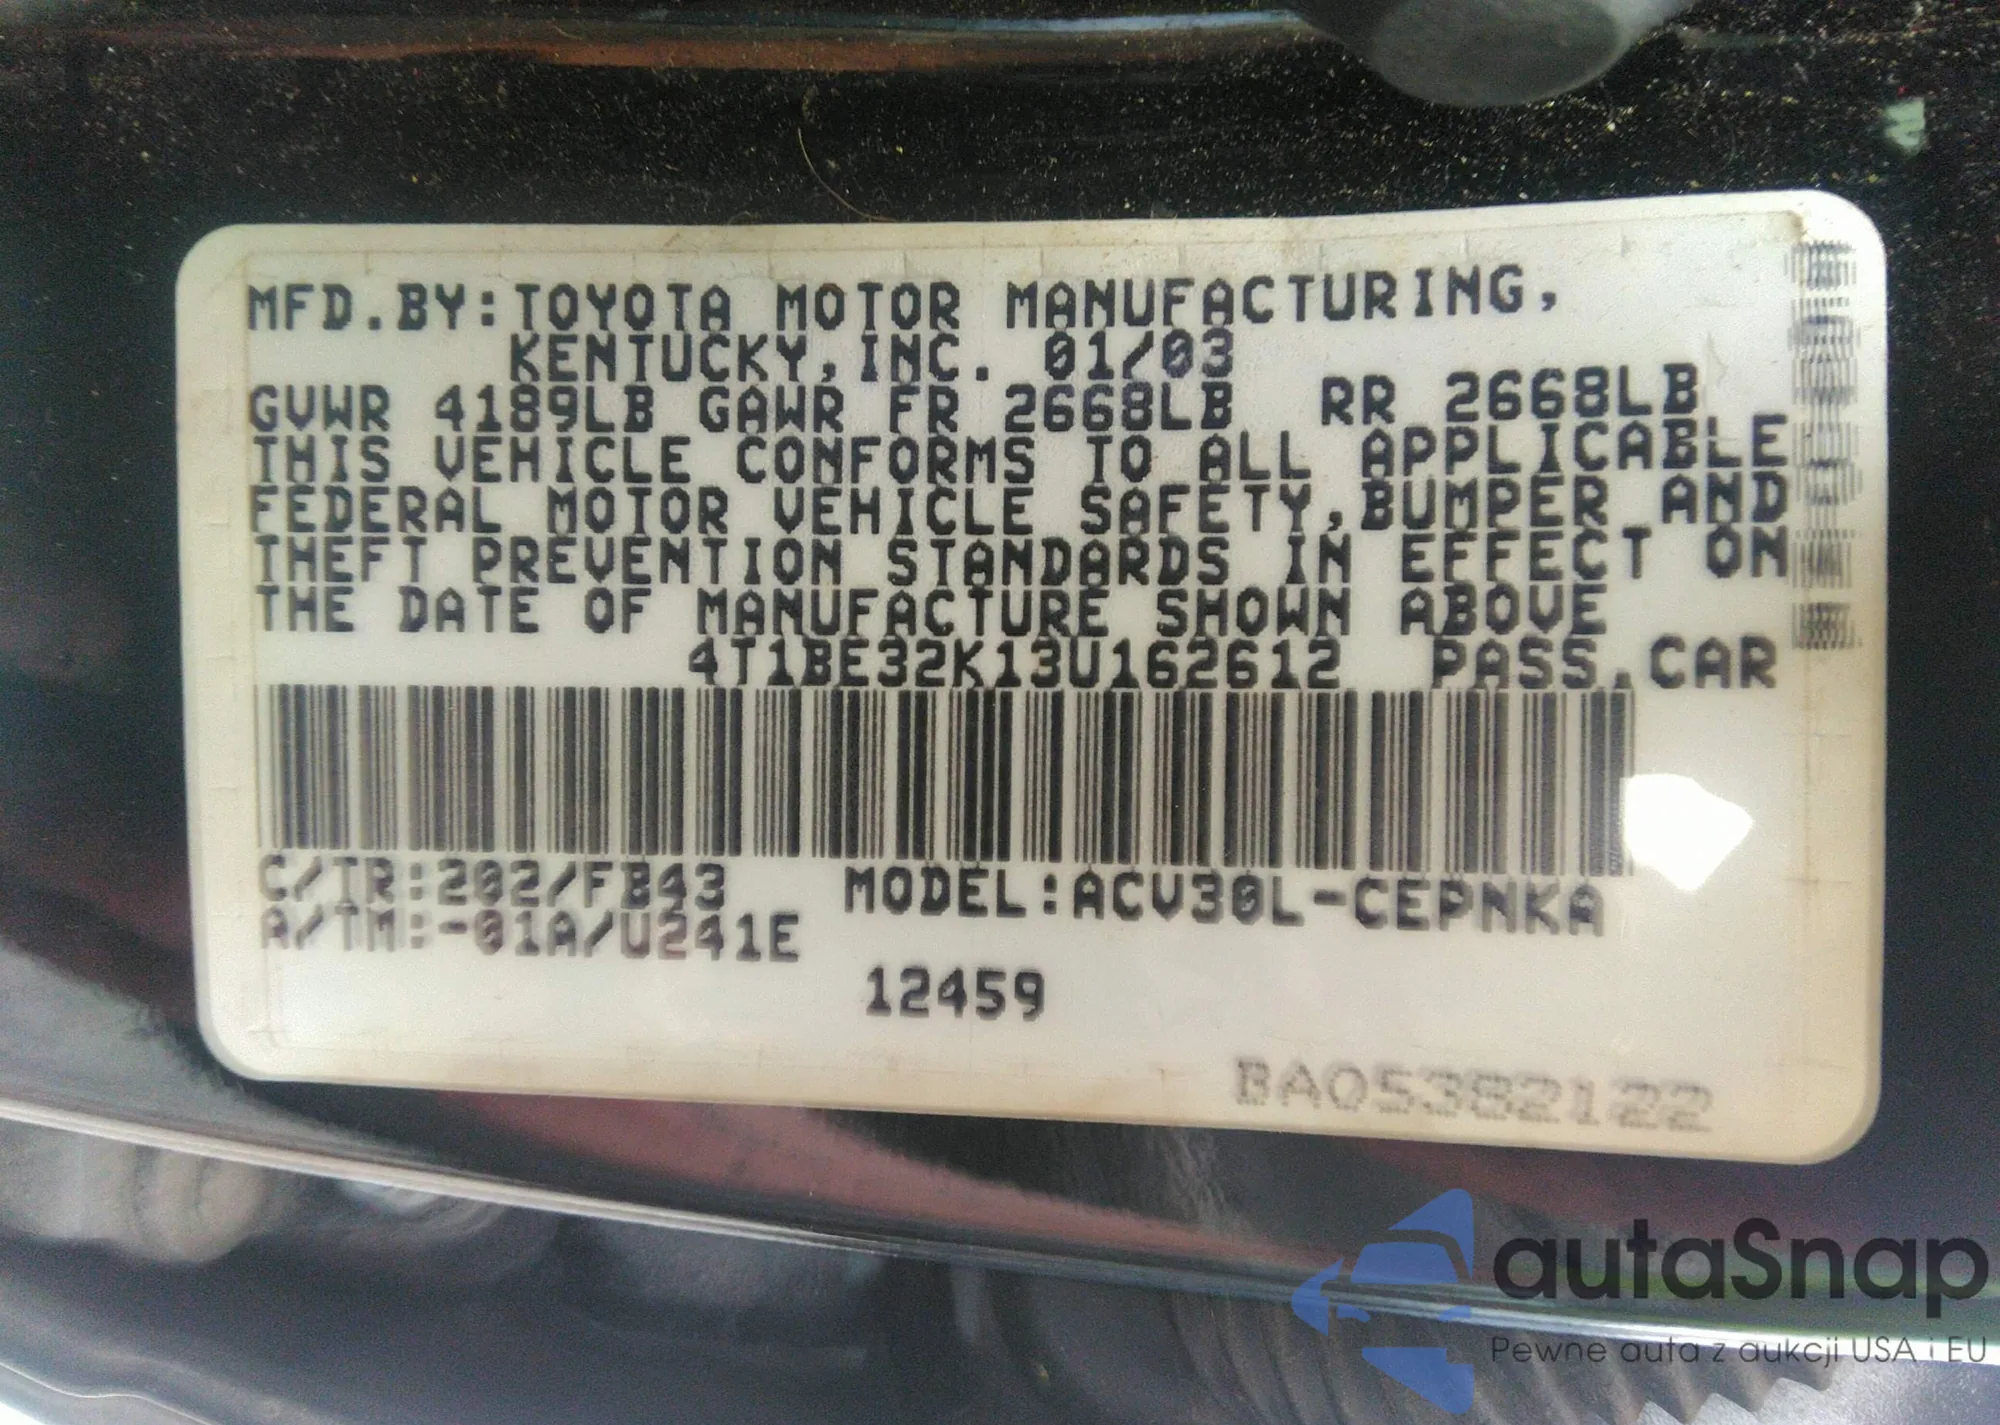 MFD.BY:TOYOTA MOTOR MANUFACTURING,
KENTUCKY,INC. 01/03
GVWR 4189LB GAWR FR 2668LB RR 2668LB
THIS VEHICLE CONFORMS TO ALL APPLICABLE
FEDERAL MOTOR VEHICLE SAFETY,BUMPER AND
THEFT PREVENTION STANDARDS IN EFFECT ON
THE DATE OF MANUFACTURE SHOWN ABOVE
4T1BE32K13U162612 PASS.CAR
C/TR:202/FB43 MODEL:ACV30L-CEPNKA
A/TM:-01A/U241E
12459
BA05382122
autaSnap
Pewne auta z aukcji USA i EU